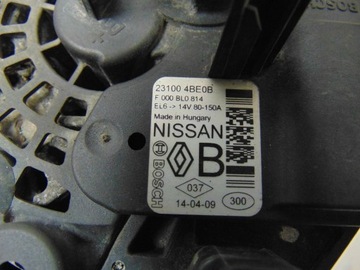 BOSCH
23100 4BE0B
F 000 BL0 814
EL6 -> 14V 80-150A
Made in Hungary
NISSAN
BOSCH
B
037
14-04-09
300